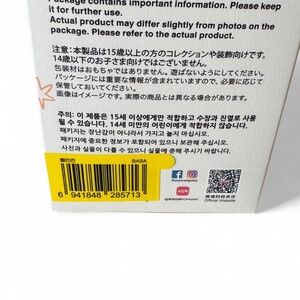 Package contains important information. Please keep
it for further use.
Actual product may differ slightly from photos on the
package. Please refer to the actual product.
注意:本製品は15歳以上の方のコレクションや装飾向けです。
14歳以下のお子さま向けではございません。
包装材はおもちゃではありません。遊ばないようにしてください。
パッケージには重要な情報が含まれていますので、必要に応じて
保管しておいてください。
画像はイメージです。実際の商品とは異なる場合があります。
주의: 이 제품은 15세 이상에게만 적합하고 수장과 진열로 사용될
수 있습니다. 14세 미만 어린이에게 적합하지 않습니다.
패키지는 장난감이 아니라서 가지고 놀지 마십시오.
패키지에 중요한 정보가 포함되어 있으니 보관해 주십시오.
사진과 실물이 다를 수 있으니 실물에 준해 주시기 바랍니다.
BABA
6 941848 285713
小红书
Official Website